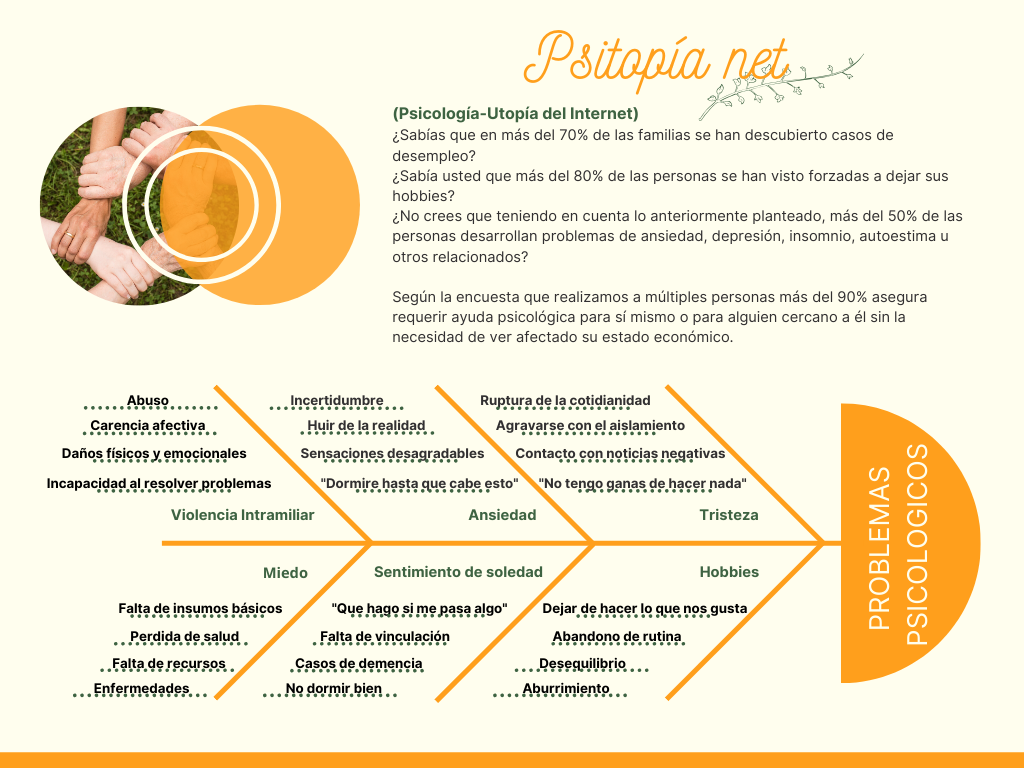 Psitopía net
(Psicología-Utopía del Internet)
¿Sabías que en más del 70% de las familias se han descubierto casos de
desempleo?
¿Sabía usted que más del 80% de las personas se han visto forzadas a dejar sus
hobbies?
¿No crees que teniendo en cuenta lo anteriormente planteado, más del 50% de las
personas desarrollan problemas de ansiedad, depresión, insomnio, autoestima u
otros relacionados?
Según la encuesta que realizamos a múltiples personas más del 90% asegura
requerir ayuda psicológica para sí mismo o para alguien cercano a él sin la
necesidad de ver afectado su estado económico.
Abuso
Carencia afectiva
Daños físicos y emocionales
Incapacidad al resolver problemas
Violencia Intramiliar
Incertidumbre
Huir de la realidad
Sensaciones desagradables
"Dormire hasta que cabe esto"
Ansiedad
Ruptura de la cotidianidad
Agravarse con el aislamiento
Contacto con noticias negativas
"No tengo ganas de hacer nada"
Tristeza
Miedo
Falta de insumos básicos
Perdida de salud
Falta de recursos
Enfermedades
Sentimiento de soledad
"Que hago si me pasa algo"
Falta de vinculación
Casos de demencia
No dormir bien
Hobbies
Dejar de hacer lo que nos gusta
Abandono de rutina
Desequilibrio
Aburrimiento
PROBLEMAS
PSICOLOGICOS